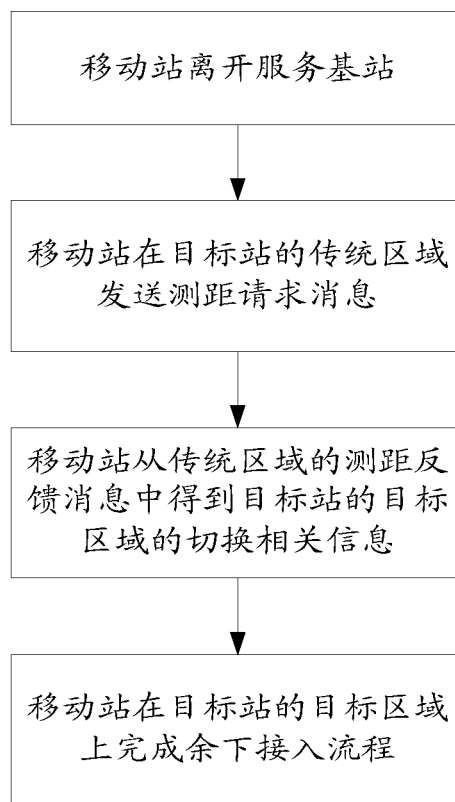 移动站离开服务基站
移动站在目标站的传统区域
发送测距请求消息
移动站从传统区域的测距反
馈消息中得到目标站的目标
区域的切换相关信息
移动站在目标站的目标区域
上完成余下接入流程